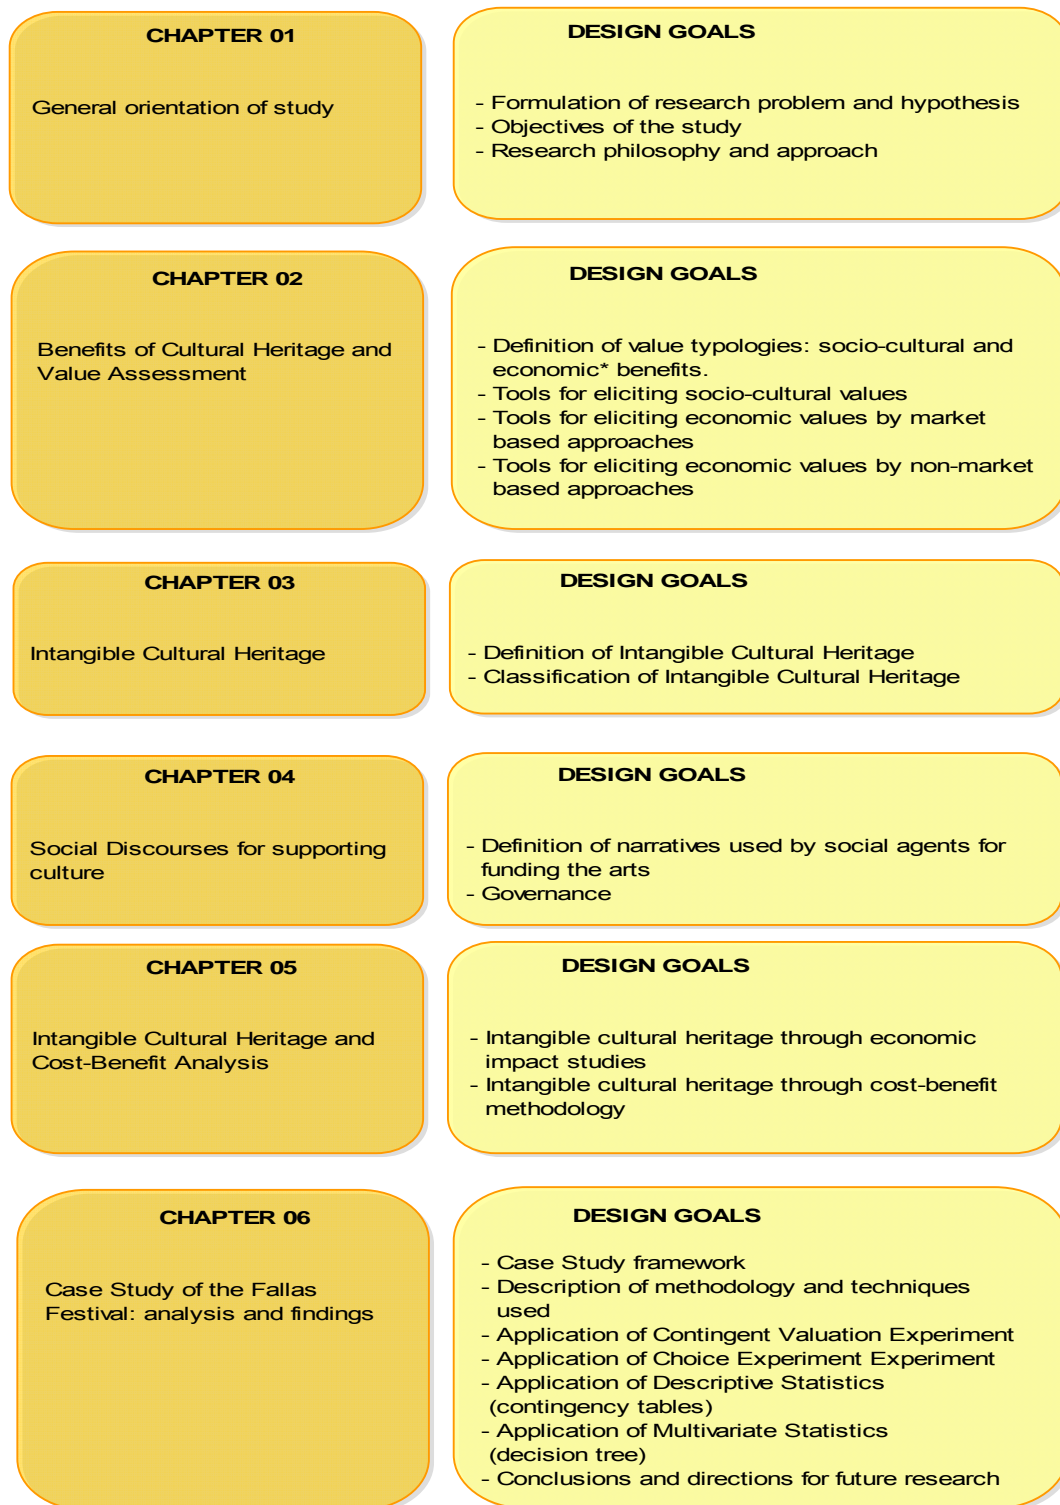 CHAPTER 01
General orientation of study
DESIGN GOALS
- Formulation of research problem and hypothesis
- Objectives of the study
- Research philosophy and approach
CHAPTER 02
Benefits of Cultural Heritage and
Value Assessment
DESIGN GOALS
- Definition of value typologies: socio-cultural and
economic* benefits.
- Tools for eliciting socio-cultural values
- Tools for eliciting economic values by market
based approaches
- Tools for eliciting economic values by non-market
based approaches
CHAPTER 03
Intangible Cultural Heritage
DESIGN GOALS
- Definition of Intangible Cultural Heritage
- Classification of Intangible Cultural Heritage
CHAPTER 04
Social Discourses for supporting
culture
DESIGN GOALS
- Definition of narratives used by social agents for
funding the arts
- Governance
CHAPTER 05
Intangible Cultural Heritage and
Cost-Benefit Analysis
DESIGN GOALS
- Intangible cultural heritage through economic
impact studies
- Intangible cultural heritage through cost-benefit
methodology
CHAPTER 06
Case Study of the Fallas
Festival: analysis and findings
DESIGN GOALS
- Case Study framework
- Description of methodology and techniques
used
- Application of Contingent Valuation Experiment
- Application of Choice Experiment Experiment
- Application of Descriptive Statistics
(contingency tables)
- Application of Multivariate Statistics
(decision tree)
- Conclusions and directions for future research